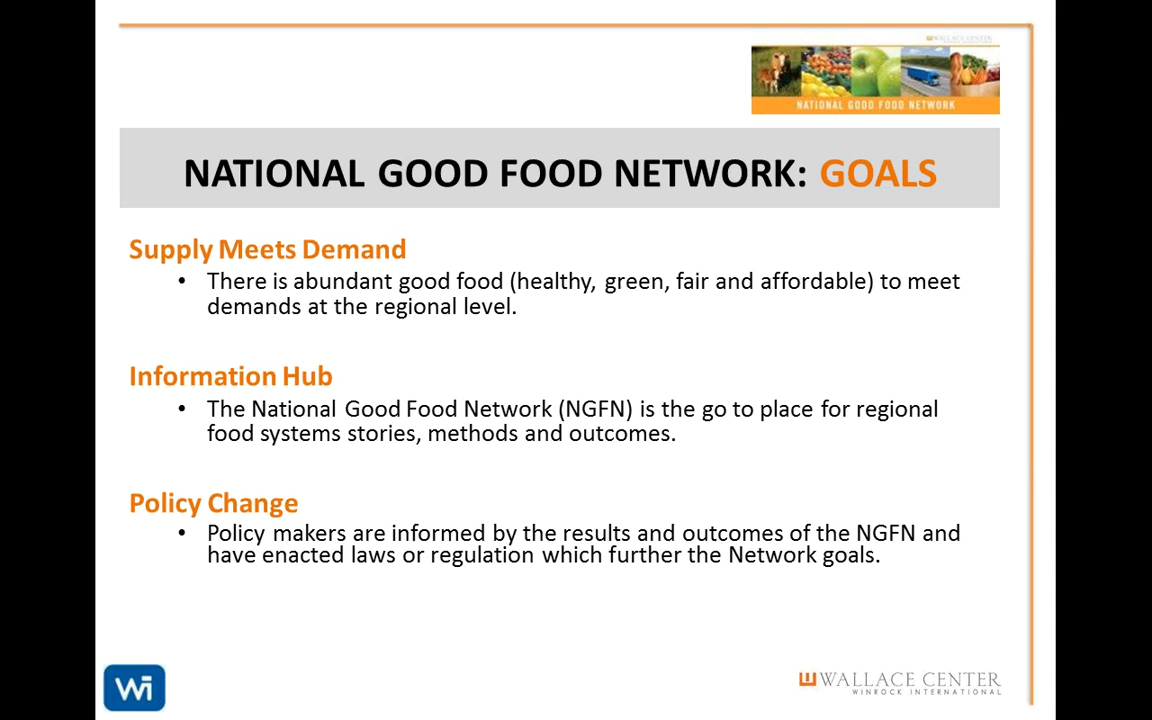 WALLACE CENTER
NATIONAL GOOD FOOD NETWORK
NATIONAL GOOD FOOD NETWORK: GOALS
Supply Meets Demand
• There is abundant good food (healthy, green, fair and affordable) to meet
demands at the regional level.
Information Hub
• The National Good Food Network (NGFN) is the go to place for regional
food systems stories, methods and outcomes.
Policy Change
• Policy makers are informed by the results and outcomes of the NGFN and
have enacted laws or regulation which further the Network goals.
Wi
WALLACE CENTER
WINROCK INTERNATIONAL